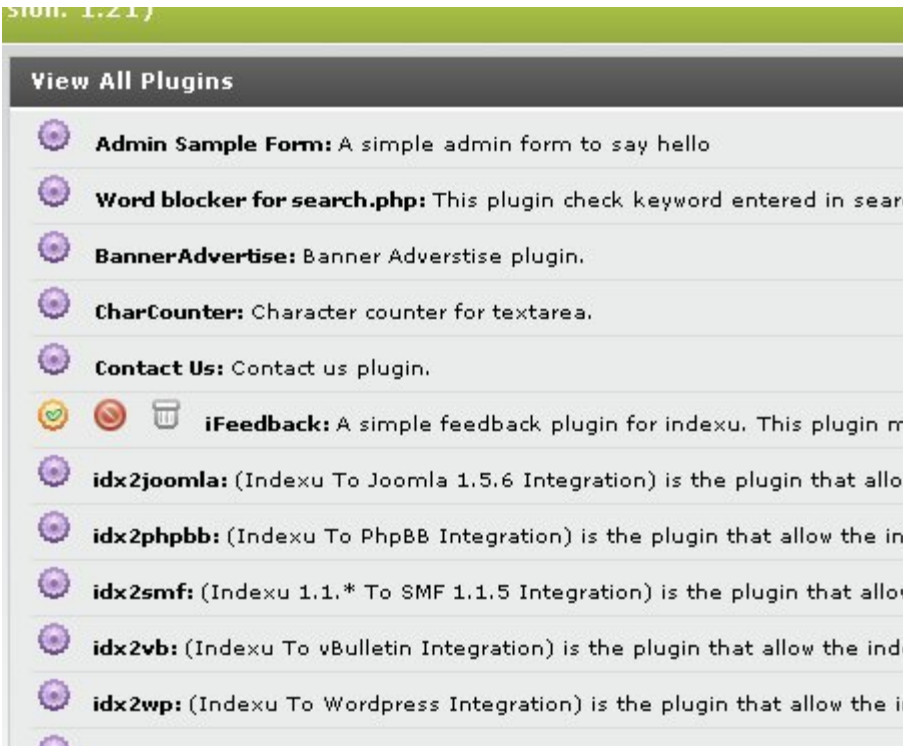 sion: 1.21)
View All Plugins
Admin Sample Form: A simple admin form to say hello
Word blocker for search.php: This plugin check keyword entered in sear
BannerAdvertise: Banner Adverstise plugin.
CharCounter: Character counter for textarea.
Contact Us: Contact us plugin.
iFeedback: A simple feedback plugin for indexu. This plugin m
idx2joomla: (Indexu To Joomla 1.5.6 Integration) is the plugin that allo
idx2phpbb: (Indexu To PhpBB Integration) is the plugin that allow the in
idx2smf: (Indexu 1.1.* To SMF 1.1.5 Integration) is the plugin that allo
idx2vb: (Indexu To vBulletin Integration) is the plugin that allow the ind
idx2wp: (Indexu To Wordpress Integration) is the plugin that allow the i